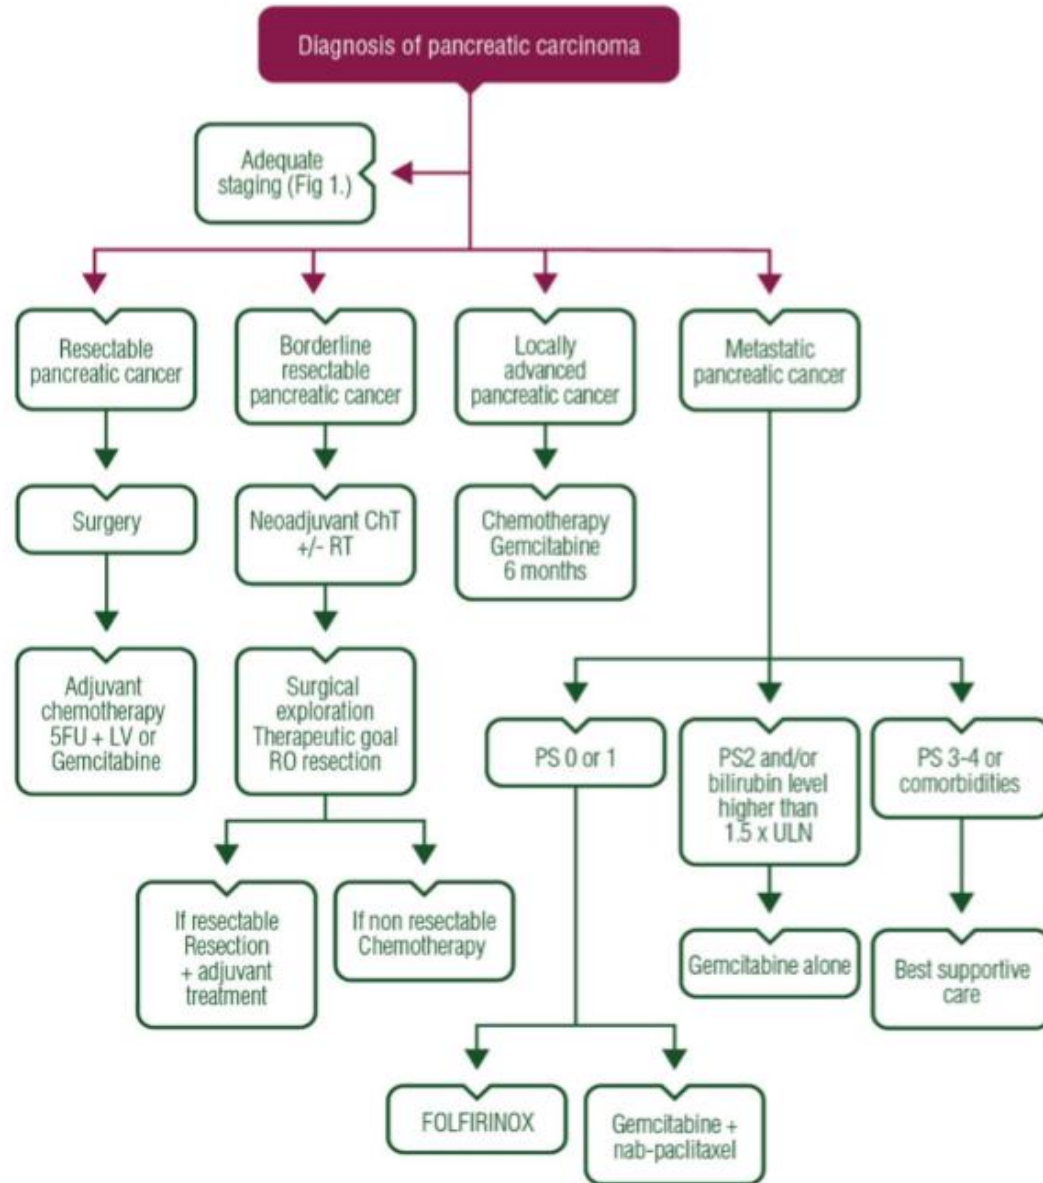 Diagnosis of pancreatic carcinoma
Adequate
staging (Fig 1.)
Resectable
pancreatic cancer
Borderline
resectable
pancreatic cancer
Locally
advanced
pancreatic cancer
Metastatic
pancreatic cancer
Surgery
Neoadjuvant ChT
+/- RT
Chemotherapy
Gemcitabine
6 months
Adjuvant
chemotherapy
5FU + LV or
Gemcitabine
Surgical
exploration
Therapeutic goal
RO resection
PS 0 or 1
PS2 and/or
bilirubin level
higher than
1.5 x ULN
PS 3-4 or
comorbidities
If resectable
Resection
+ adjuvant
treatment
If non resectable
Chemotherapy
Gemcitabine alone
Best supportive
care
FOLFIRINOX
Gemcitabine +
nab-paclitaxel